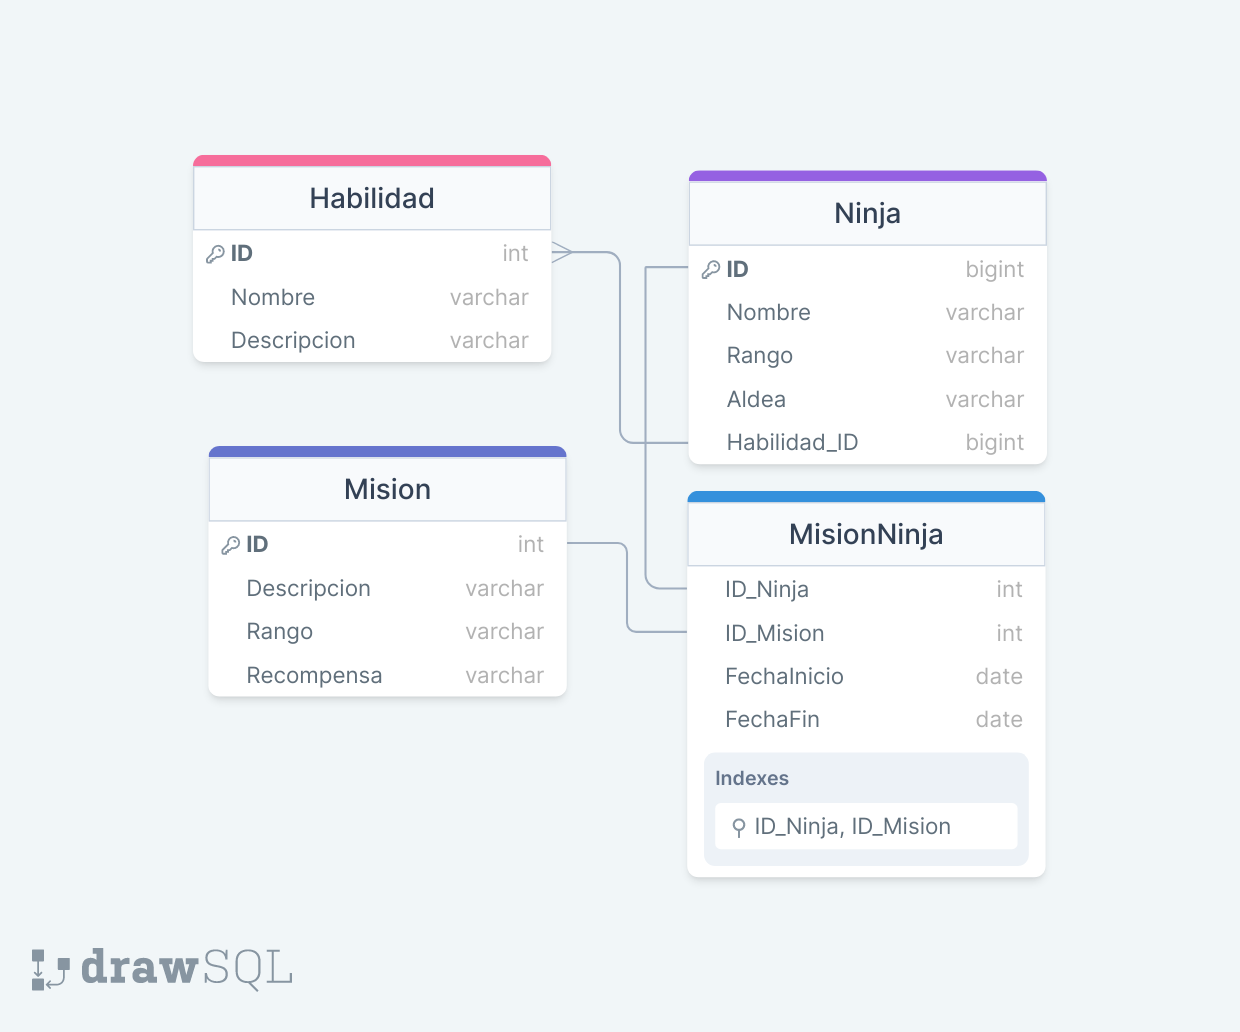 Habilidad
ID int
Nombre varchar
Descripcion varchar
Ninja
ID bigint
Nombre varchar
Rango varchar
Aldea varchar
Habilidad_ID bigint
Mision
ID int
Descripcion varchar
Rango varchar
Recompensa varchar
MisionNinja
ID_Ninja int
ID_Mision int
FechaInicio date
FechaFin date
Indexes
ID_Ninja, ID_Mision
drawSQL